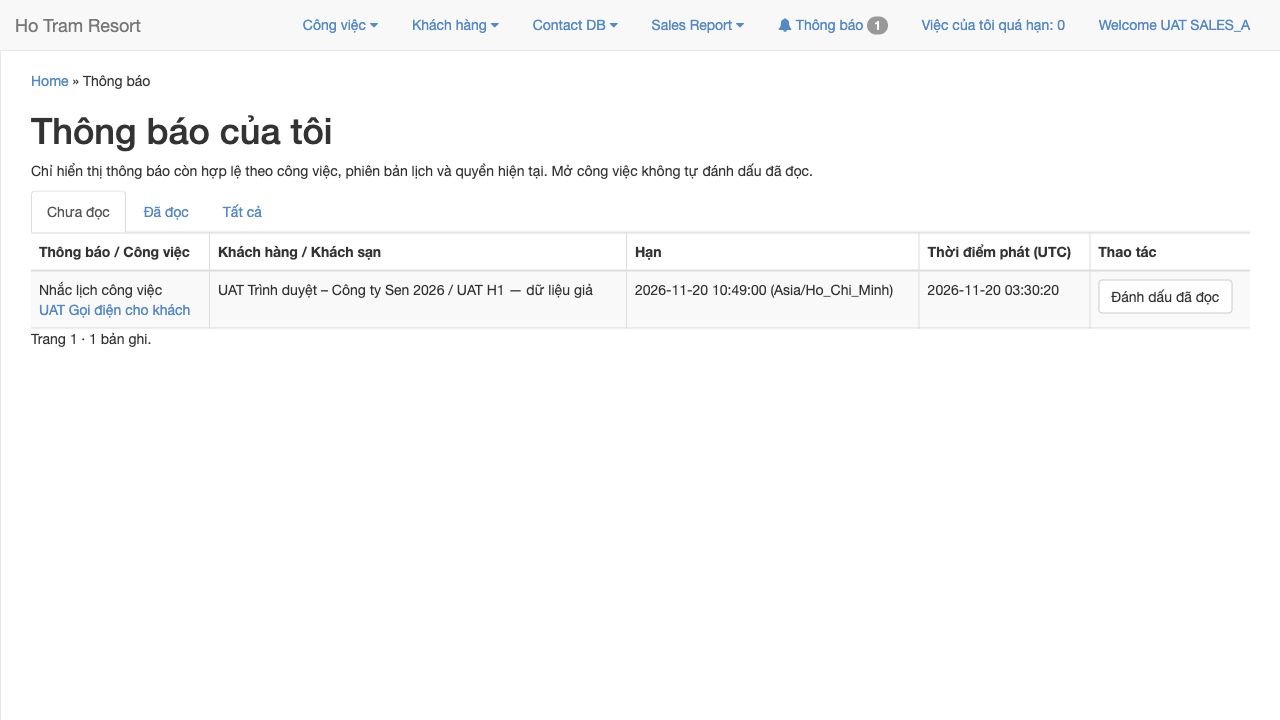 Ho Tram Resort
Công việc
Khách hàng
Contact DB
Sales Report
Thông báo 1
Việc của tôi quá hạn: 0
Welcome UAT SALES_A
Home » Thông báo
Thông báo của tôi
Chỉ hiển thị thông báo còn hợp lệ theo công việc, phiên bản lịch và quyền hiện tại. Mở công việc không tự đánh dấu đã đọc.
Chưa đọc
Đã đọc
Tất cả
Thông báo / Công việc
Khách hàng / Khách sạn
Hạn
Thời điểm phát (UTC)
Thao tác
Nhắc lịch công việc
UAT Gọi điện cho khách
UAT Trình duyệt – Công ty Sen 2026 / UAT H1 — dữ liệu giả
2026-11-20 10:49:00 (Asia/Ho_Chi_Minh)
2026-11-20 03:30:20
Đánh dấu đã đọc
Trang 1 · 1 bản ghi.